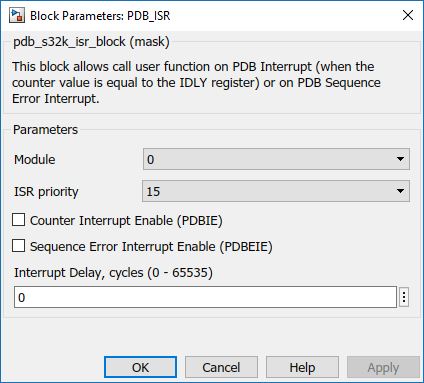 Block Parameters: PDB_ISR
pdb_s32k_isr_block (mask)
This block allows call user function on PDB Interrupt (when the
counter value is equal to the IDLY register) or on PDB Sequence
Error Interrupt.
Parameters
Module 0
ISR priority 15
Counter Interrupt Enable (PDBIE)
Sequence Error Interrupt Enable (PDBEIE)
Interrupt Delay, cycles (0 - 65535)
0
OK Cancel Help Apply